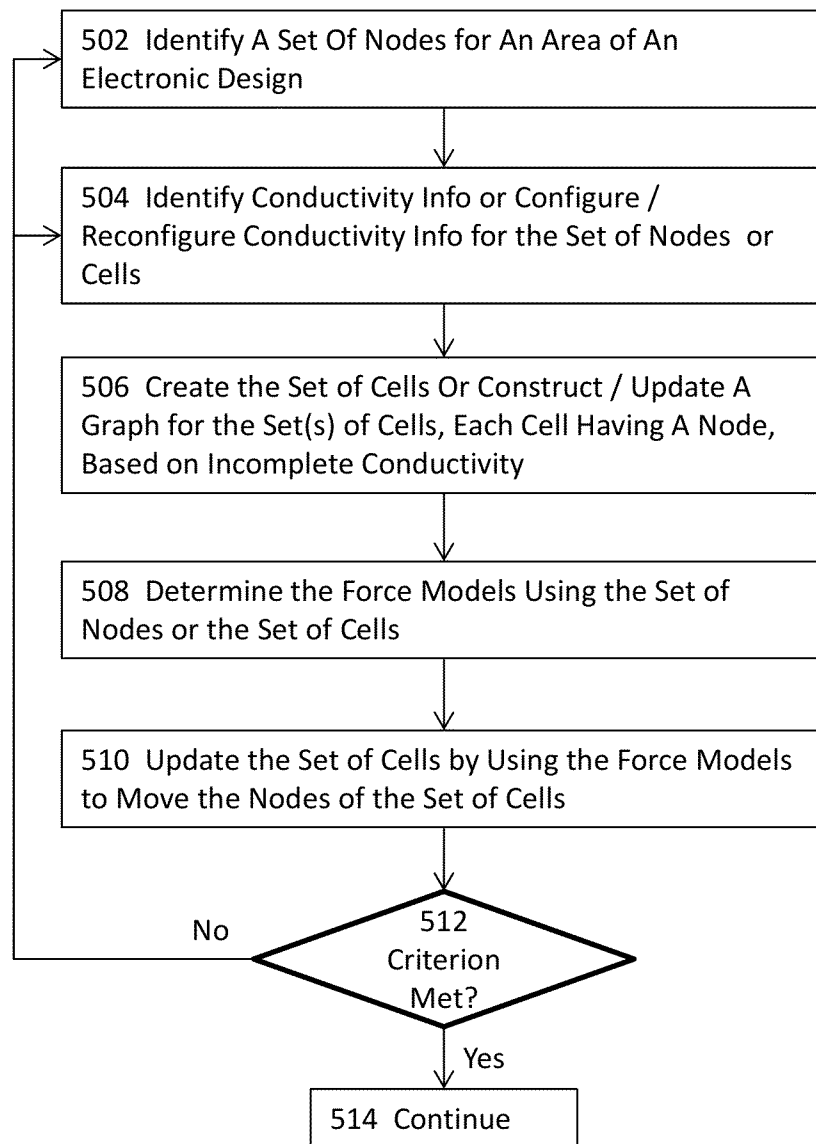 502 Identify A Set Of Nodes for An Area of An
Electronic Design
504 Identify Conductivity Info or Configure /
Reconfigure Conductivity Info for the Set of Nodes or
Cells
506 Create the Set of Cells Or Construct / Update A
Graph for the Set(s) of Cells, Each Cell Having A Node,
Based on Incomplete Conductivity
508 Determine the Force Models Using the Set of
Nodes or the Set of Cells
510 Update the Set of Cells by Using the Force Models
to Move the Nodes of the Set of Cells
No
512
Criterion
Met?
Yes
514 Continue